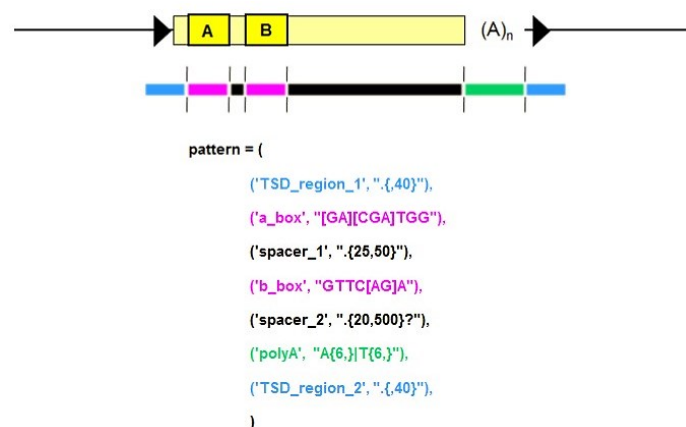 A B (A)n
pattern = (
('TSD_region_1', ".{,40}"),
('a_box', "[GA][CGA]TGG"),
('spacer_1', ".{25,50}"),
('b_box', "GTTC[AG]A"),
('spacer_2', ".{20,500}?"),
('polyA', "A{6,}|T{6,}"),
('TSD_region_2', ".{,40}"),
)